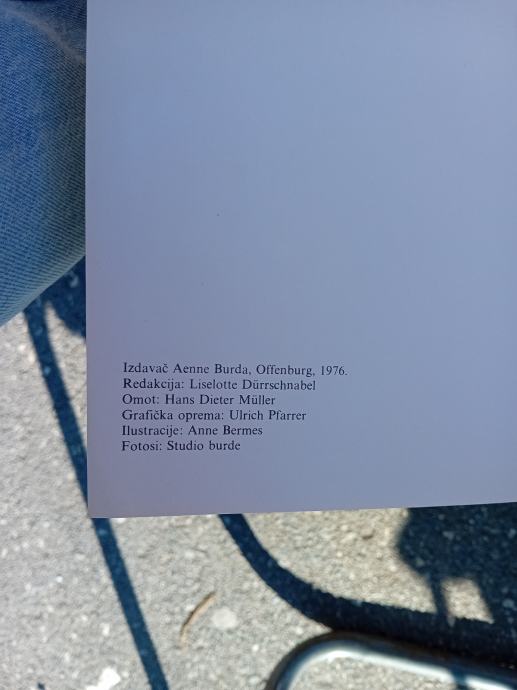 Izdavač Aenne Burda, Offenburg, 1976.
Redakcija: Liselotte Dürrschnabel
Omot: Hans Dieter Müller
Grafička oprema: Ulrich Pfarrer
Ilustracije: Anne Bermes
Fotosi: Studio burde